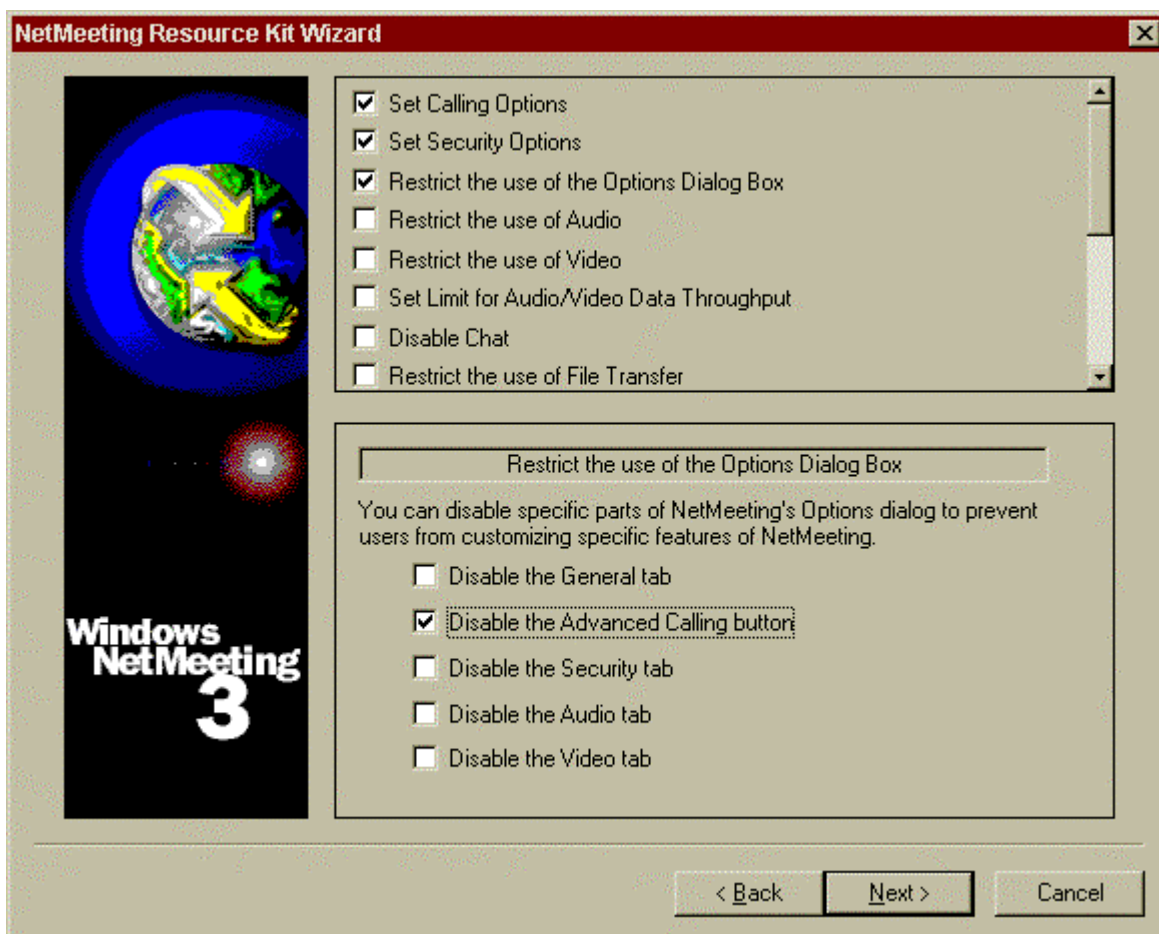 NetMeeting Resource Kit Wizard
Set Calling Options
Set Security Options
Restrict the use of the Options Dialog Box
Restrict the use of Audio
Restrict the use of Video
Set Limit for Audio/Video Data Throughput
Disable Chat
Restrict the use of File Transfer
Restrict the use of the Options Dialog Box
You can disable specific parts of NetMeeting's Options dialog to prevent
users from customizing specific features of NetMeeting.
Disable the General tab
Disable the Advanced Calling button
Disable the Security tab
Disable the Audio tab
Disable the Video tab
Windows
NetMeeting
3
< Back
Next >
Cancel